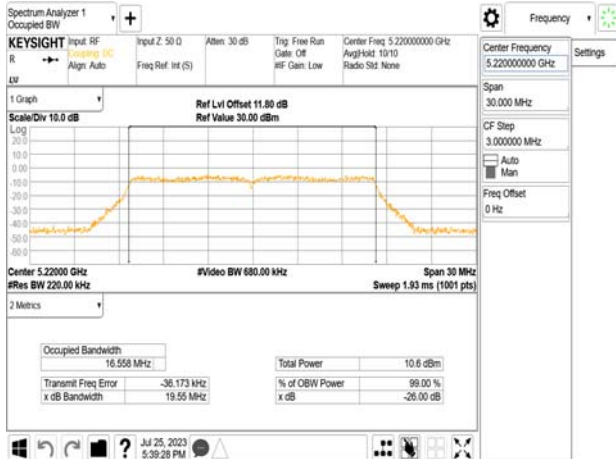 Spectrum Analyzer 1
Occupied BW
KEYSIGHT Input: RF
R Coupling: DC
Align: Auto
LV
Input Z: 50 Ω
Freq Ref: Int (S)
Atten: 30 dB
Trig: Free Run
Gate: Off
#IF Gain: Low
Center Freq: 5.220000000 GHz
Avg|Hold: 10/10
Radio Std: None
1 Graph
Scale/Div 10.0 dB
Ref Lvl Offset 11.80 dB
Ref Value 30.00 dBm
Log
20.0
10.0
0.00
-10.0
-20.0
-30.0
-40.0
-50.0
-60.0
Center 5.22000 GHz
#Res BW 220.00 kHz
#Video BW 680.00 kHz
Span 30 MHz
Sweep 1.93 ms (1001 pts)
2 Metrics
Occupied Bandwidth
16.558 MHz
Transmit Freq Error -36.173 kHz
x dB Bandwidth 19.55 MHz
Total Power 10.6 dBm
% of OBW Power 99.00 %
x dB -26.00 dB
Jul 25, 2023
5:39:28 PM
Frequency
Center Frequency
5.220000000 GHz
Settings
Span
30.000 MHz
CF Step
3.000000 MHz
Auto
Man
Freq Offset
0 Hz